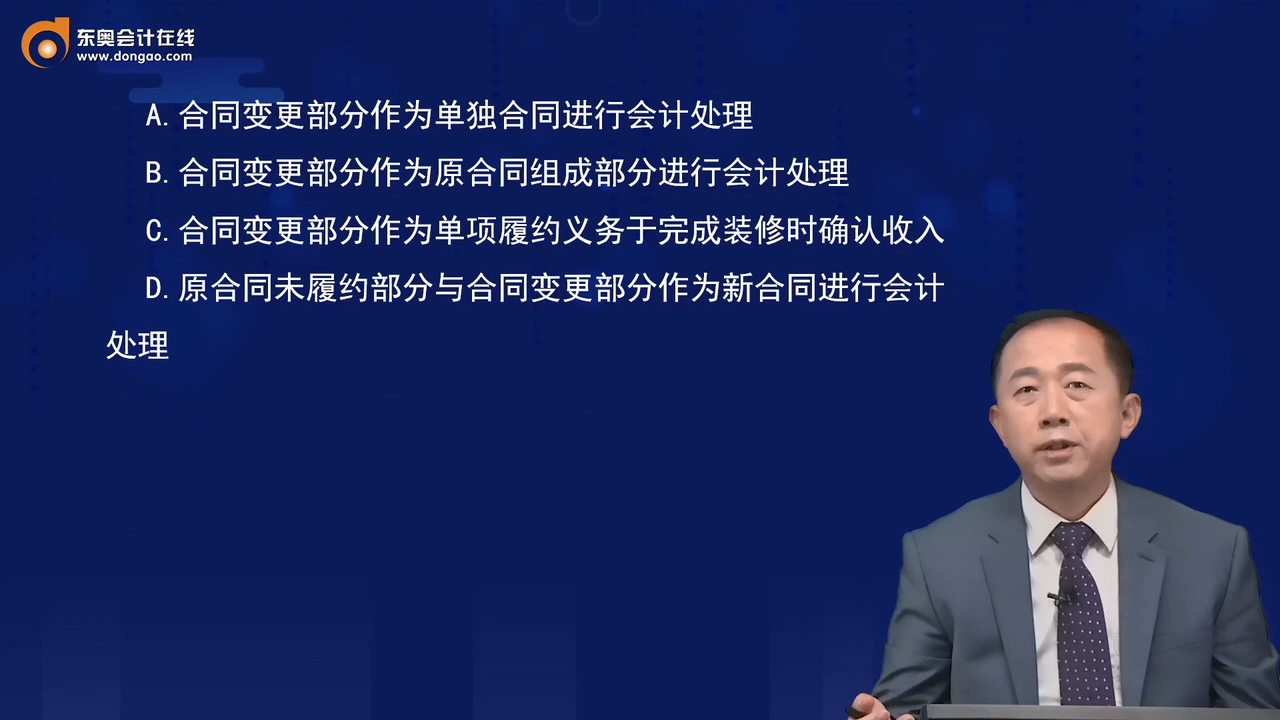 东奥会计在线
www.dongao.com
A.合同变更部分作为单独合同进行会计处理
B.合同变更部分作为原合同组成部分进行会计处理
C.合同变更部分作为单项履约义务于完成装修时确认收入
D.原合同未履约部分与合同变更部分作为新合同进行会计
处理